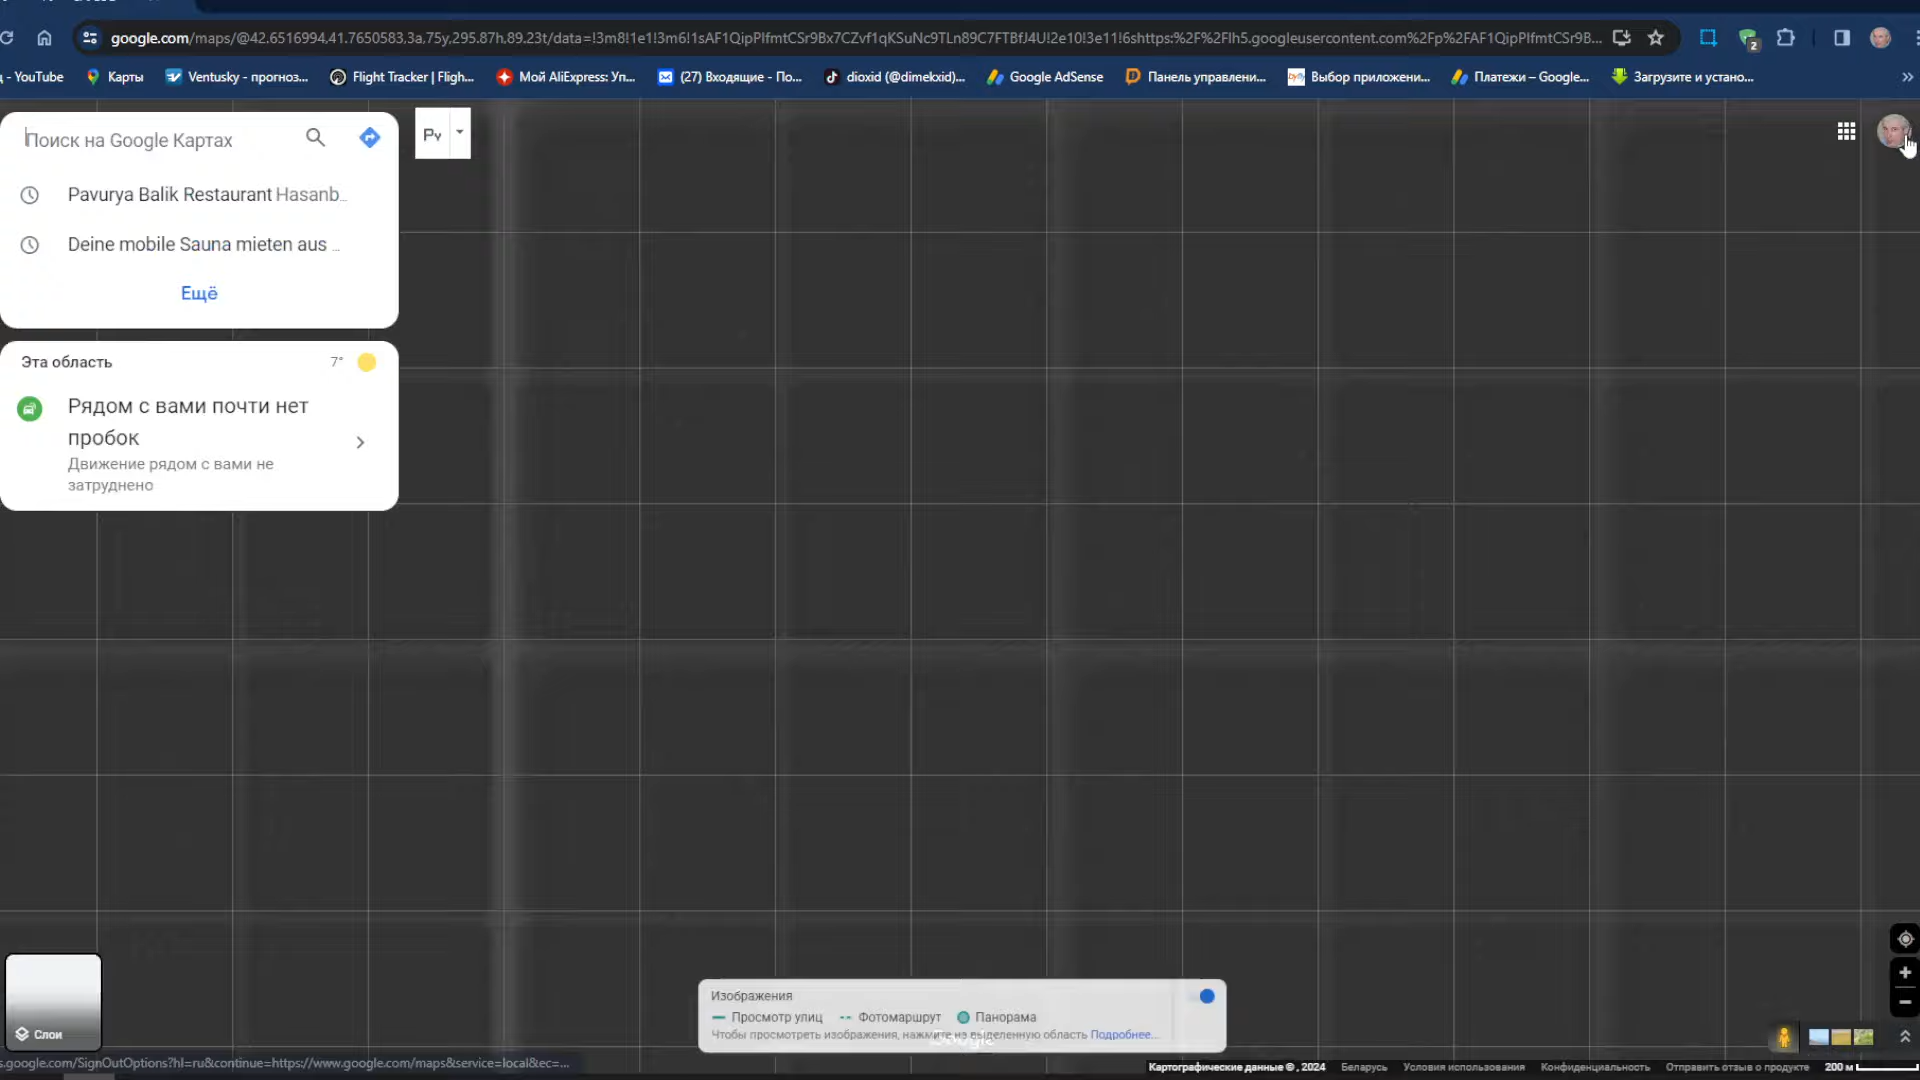 google.com/maps/@42.6516994,41.7650583,3a,75y,295.87h,89.23t/data=!3m8!1e1!3m6!1sAF1QipPlfmtCSr9Bx7CZvf1qKSuNc9TLn89C7FTBfJ4U!2e10!3e11!6shttps:%2F%2Flh5.googleusercontent.com%2Fp%2FAF1QipPlfmtCSr9B...
2
ц - YouTube
Карты
Ventusky - прогноз...
Flight Tracker | Fligh...
Мой AliExpress: Уп...
(27) Входящие - По...
dioxid (@dimekxid)...
Google AdSense
Панель управлени...
Выбор приложени...
Платежи – Google...
Загрузите и устано...
Поиск на Google Картах
Ру
Pavurya Balik Restaurant Hasanb...
Deine mobile Sauna mieten aus ...
Ещё
Эта область 7°
Рядом с вами почти нет
пробок
Движение рядом с вами не
затруднено
Изображения
Просмотр улиц Фотомаршрут Панорама
Чтобы просмотреть изображения, нажмите на выделенную область Подробнее...
Google
Слои
s.google.com/SignOutOptions?hl=ru&continue=https://www.google.com/maps&service=local&ec=...
Картографические данные © , 2024 Беларусь Условия использования Конфиденциальность Отправить отзыв о продукте 200 м